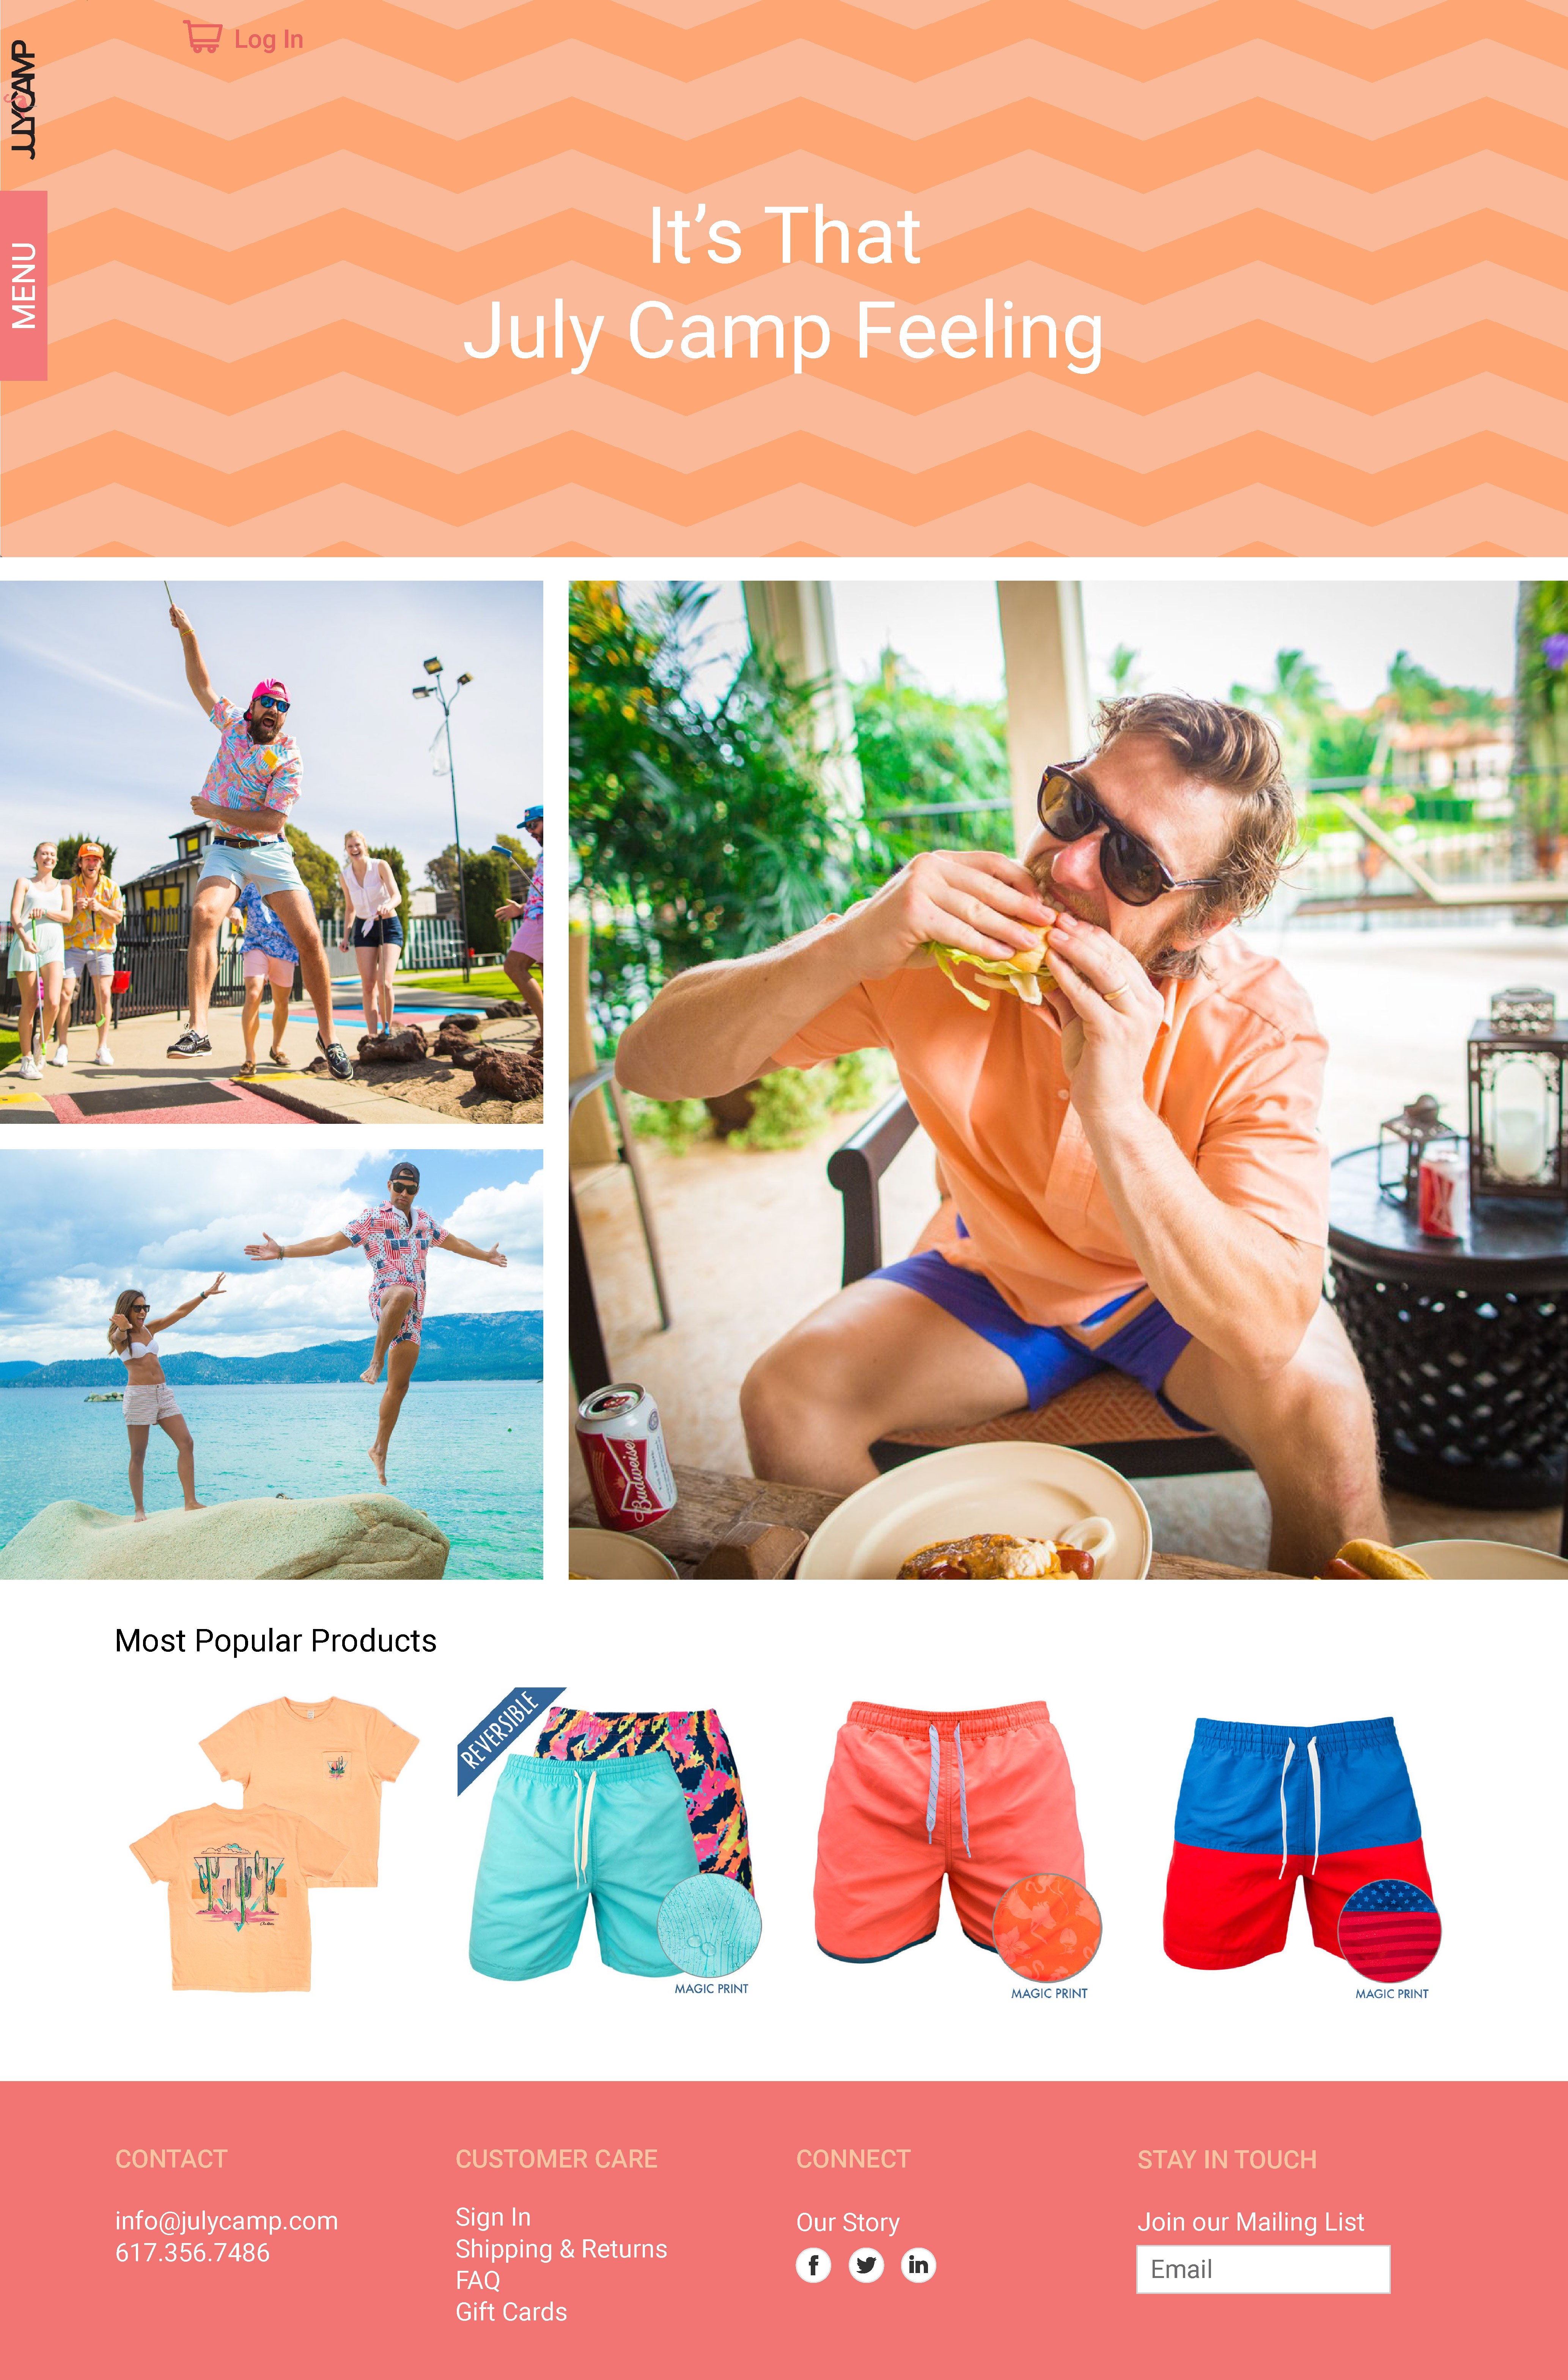 JULYCAMP
Log In
MENU
It’s That
July Camp Feeling
Budweiser
Most Popular Products
REVERSIBLE
MAGIC PRINT
MAGIC PRINT
MAGIC PRINT
CONTACT
info@julycamp.com
617.356.7486
CUSTOMER CARE
Sign In
Shipping & Returns
FAQ
Gift Cards
CONNECT
Our Story
f
in
STAY IN TOUCH
Join our Mailing List
Email